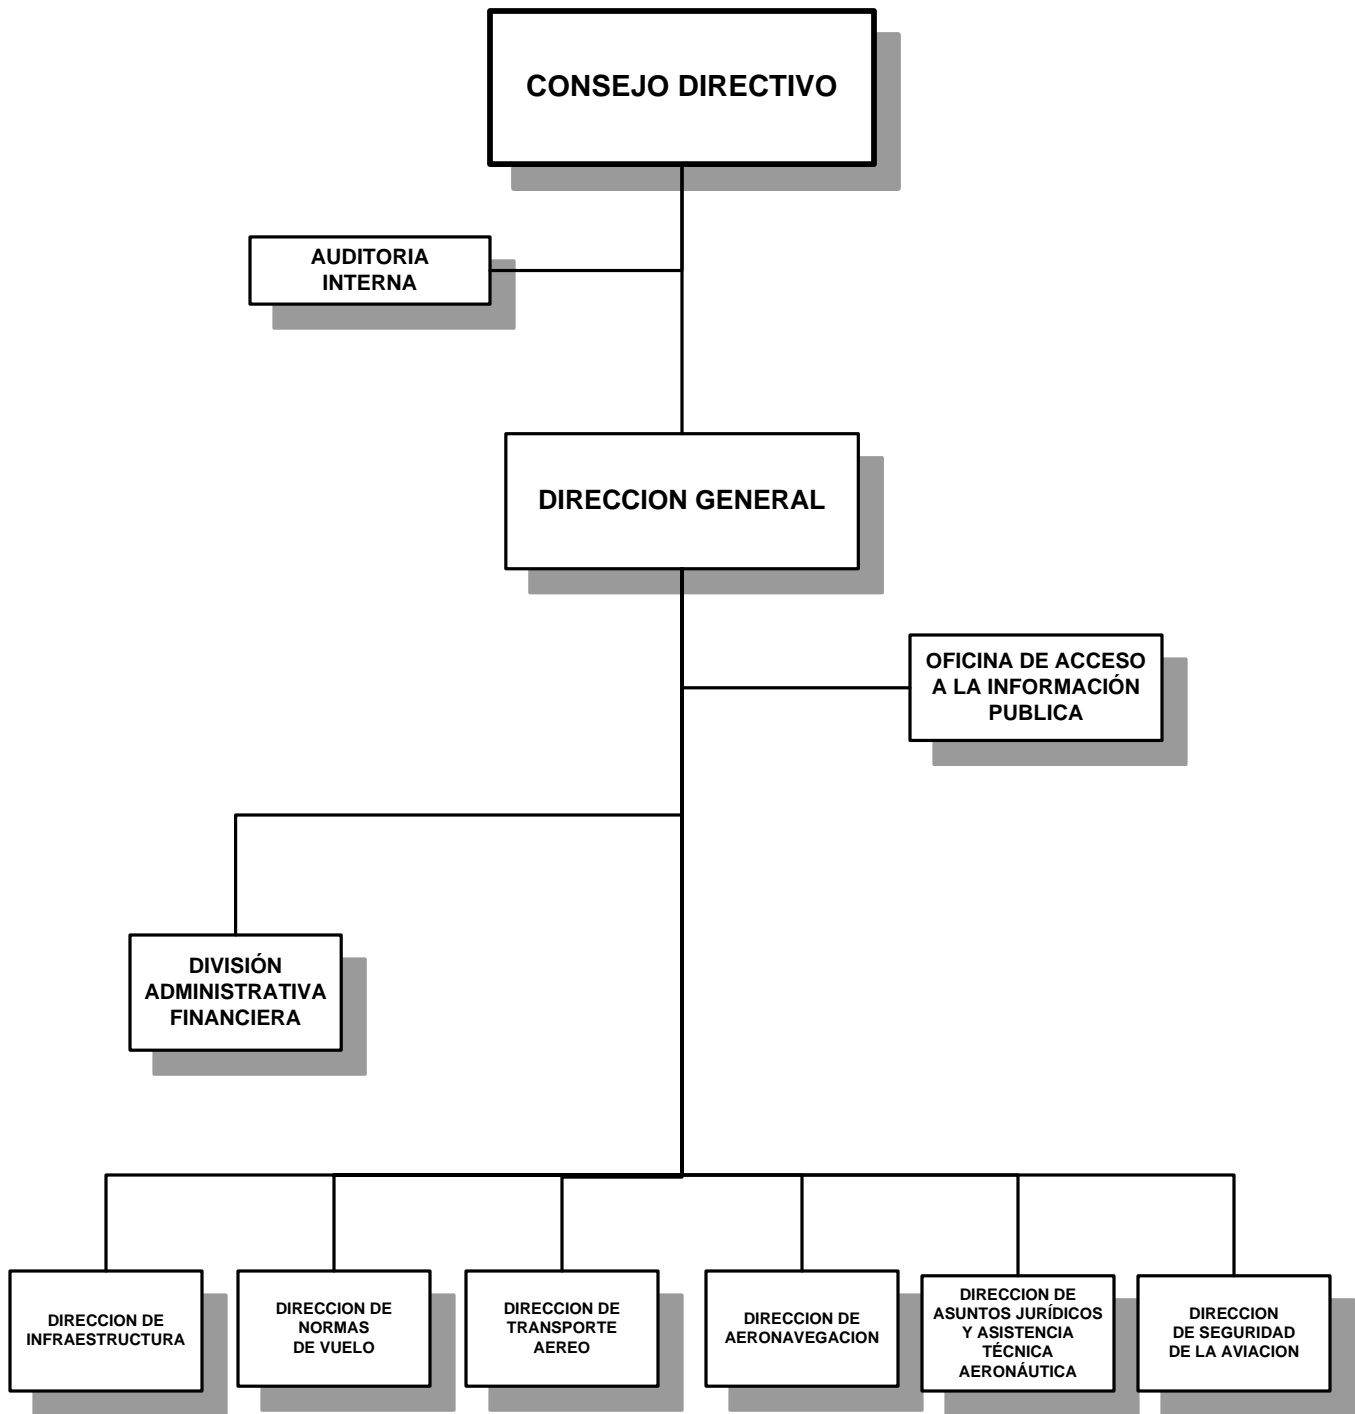 CONSEJO DIRECTIVO
AUDITORIA
INTERNA
DIRECCION GENERAL
OFICINA DE ACCESO
A LA INFORMACIÓN
PUBLICA
DIVISIÓN
ADMINISTRATIVA
FINANCIERA
DIRECCION DE
INFRAESTRUCTURA
DIRECCION DE
NORMAS
DE VUELO
DIRECCION DE
TRANSPORTE
AEREO
DIRECCION DE
AERONAVEGACION
DIRECCION DE
ASUNTOS JURÍDICOS
Y ASISTENCIA
TÉCNICA
AERONÁUTICA
DIRECCION
DE SEGURIDAD
DE LA AVIACION